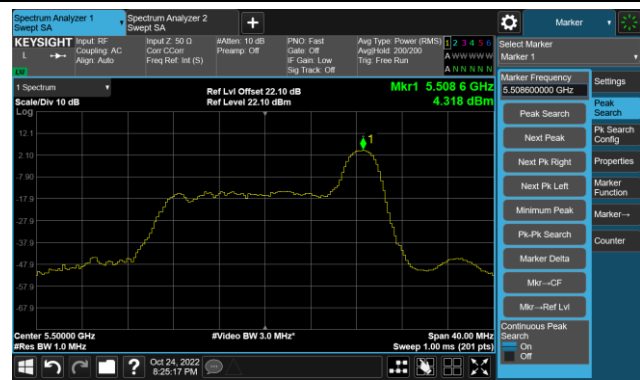 Spectrum Analyzer 1
Swept SA
Spectrum Analyzer 2
Swept SA
+
Marker
KEYSIGHT
L
Input: RF
Coupling: AC
Align: Auto
Input Z: 50 Ω
Corr CCorr
Freq Ref: Int (S)
#Atten: 10 dB
Preamp: Off
PNO: Fast
Gate: Off
IF Gain: Low
Sig Track: Off
Avg Type: Power (RMS)
Avg|Hold: 200/200
Trig: Free Run
1 2 3 4 5 6
A W W W W W
A N N N N N
Select Marker
Marker 1
1 Spectrum
Scale/Div 10 dB
Log
Ref Lvl Offset 22.10 dB
Ref Level 22.10 dBm
Mkr1 5.508 6 GHz
4.318 dBm
12.1
2.10
-7.90
-17.9
-27.9
-37.9
-47.9
-57.9
-67.9
1
Center 5.50000 GHz
#Res BW 1.0 MHz
#Video BW 3.0 MHz*
Span 40.00 MHz
Sweep 1.00 ms (201 pts)
Marker Frequency
5.508600000 GHz
Peak Search
Next Peak
Next Pk Right
Next Pk Left
Minimum Peak
Pk-Pk Search
Marker Delta
Mkr→CF
Mkr→Ref Lvl
Continuous Peak
Search
On
Off
Settings
Peak
Search
Pk Search
Config
Properties
Marker
Function
Marker→
Counter
?
Oct 24, 2022
8:25:17 PM